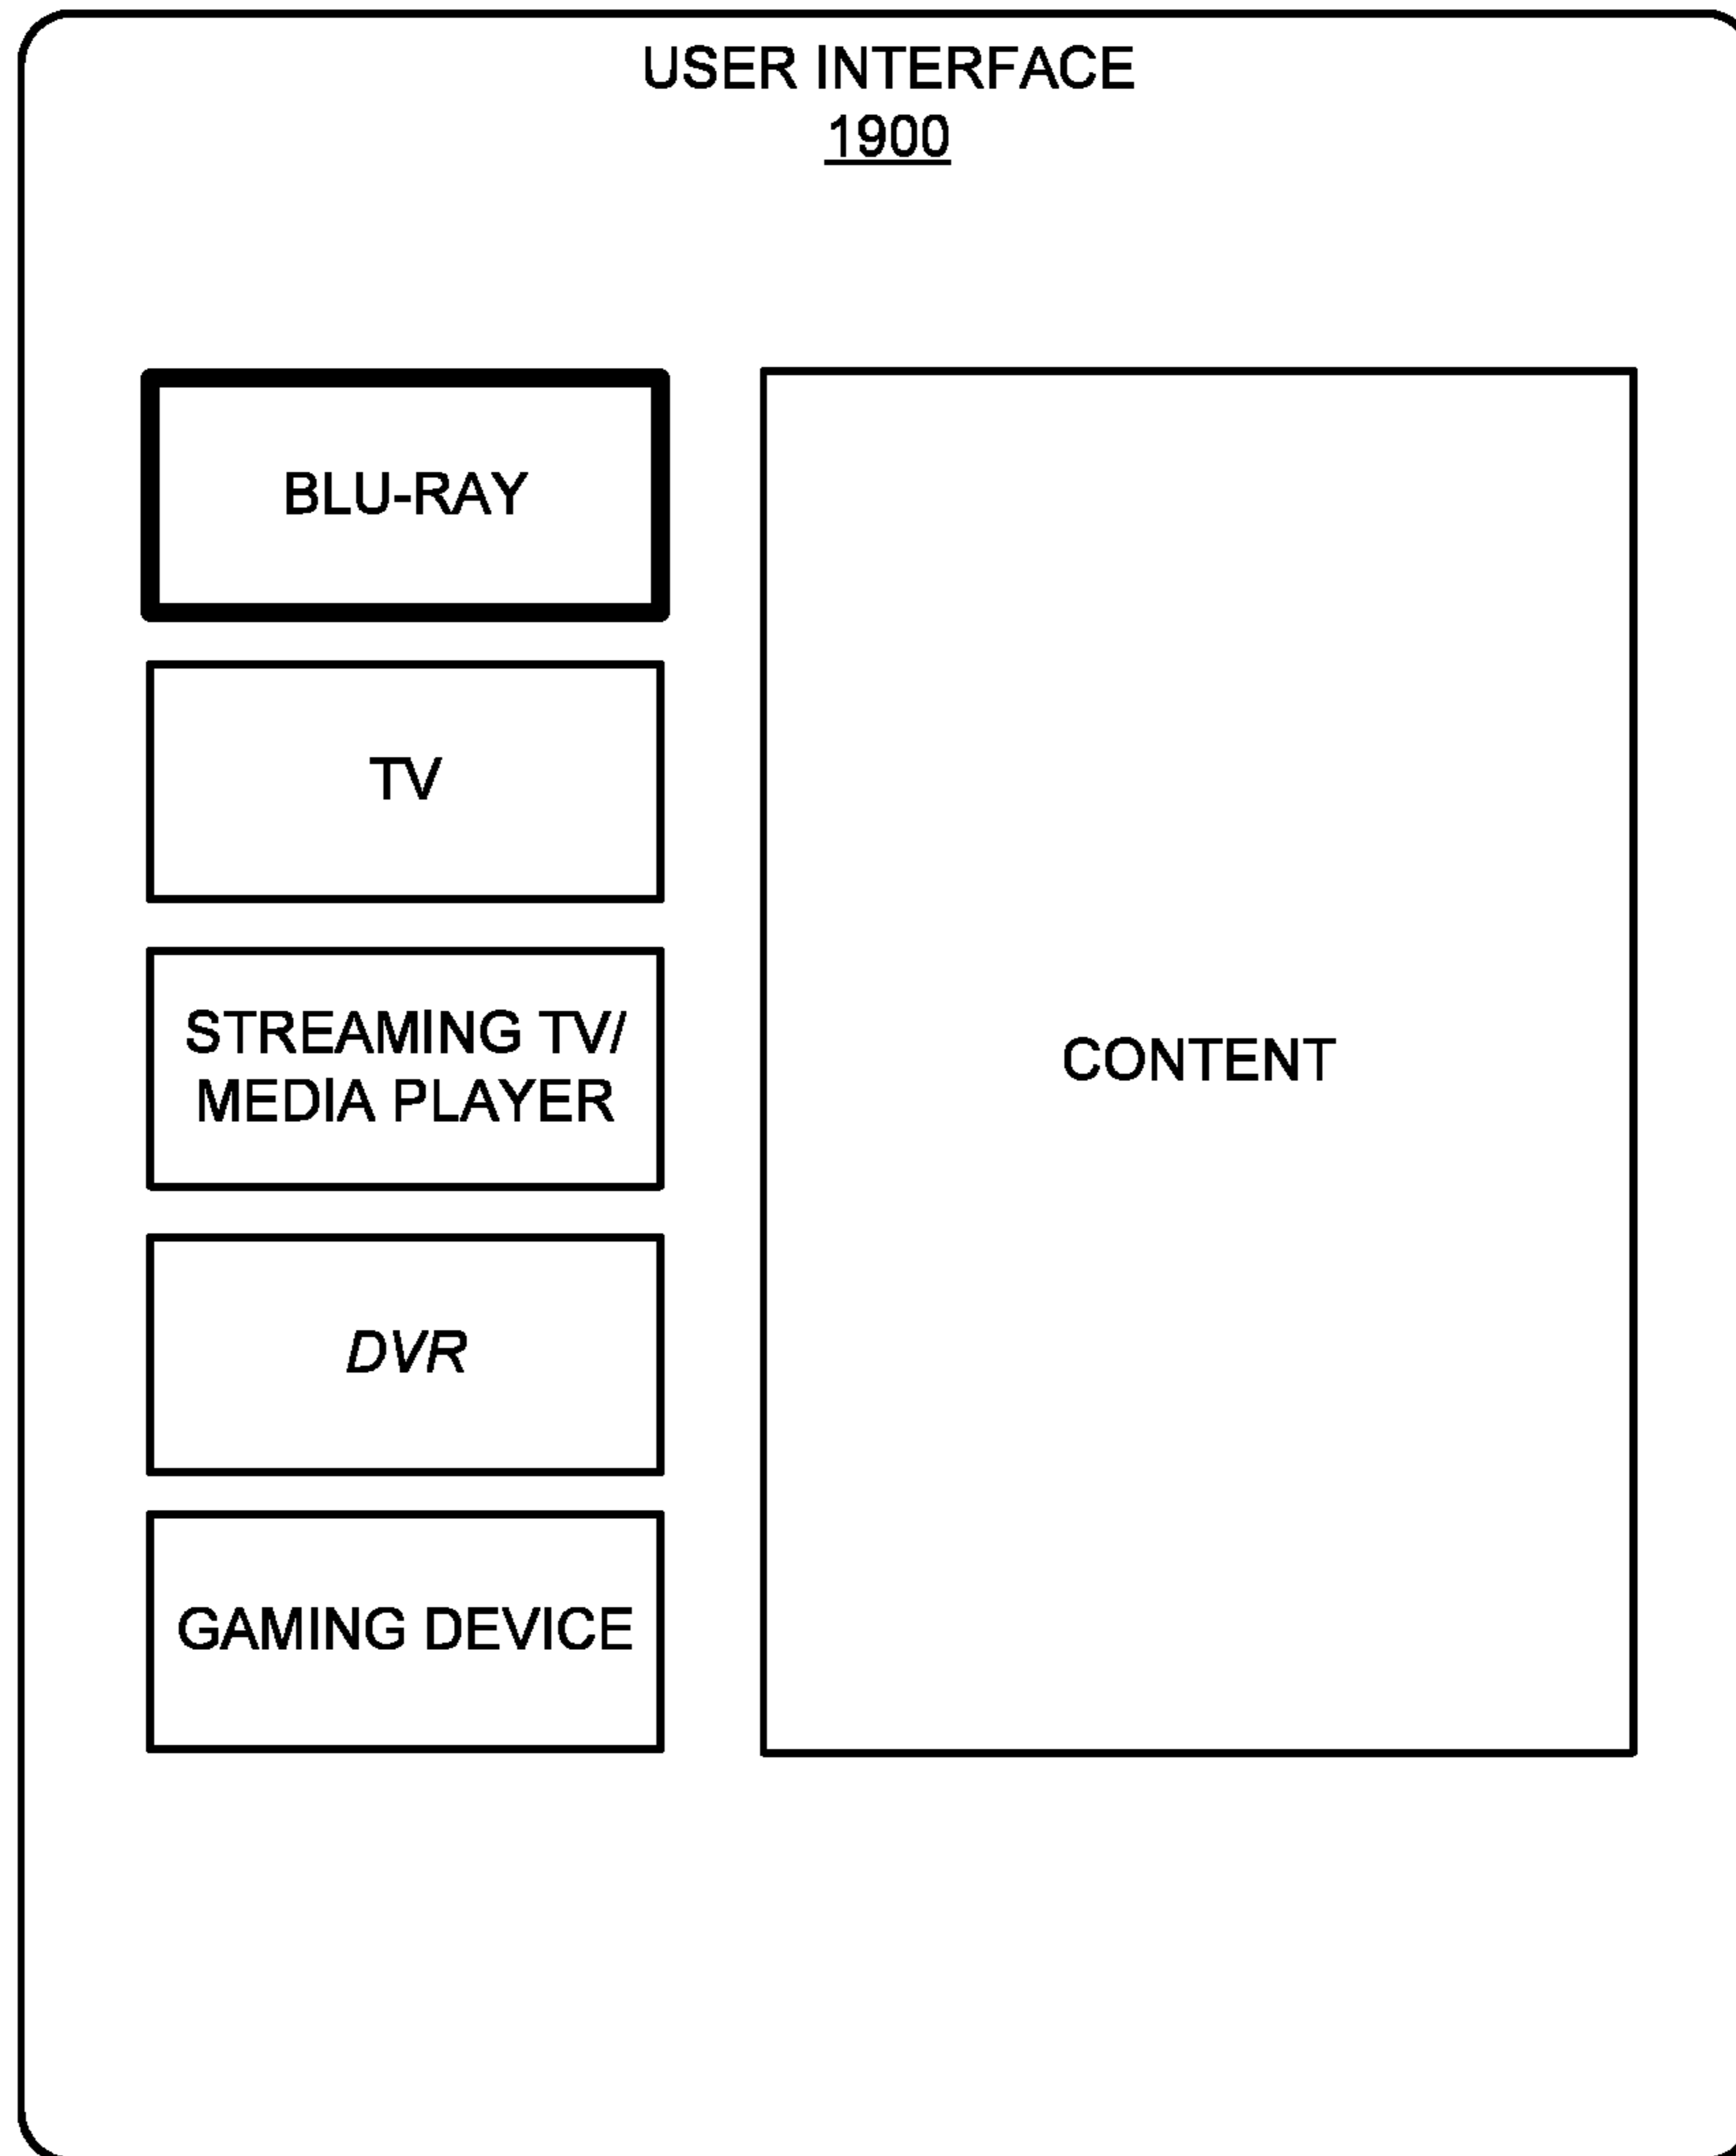 USER INTERFACE
1900
BLU-RAY
TV
STREAMING TV/
MEDIA PLAYER
DVR
GAMING DEVICE
CONTENT